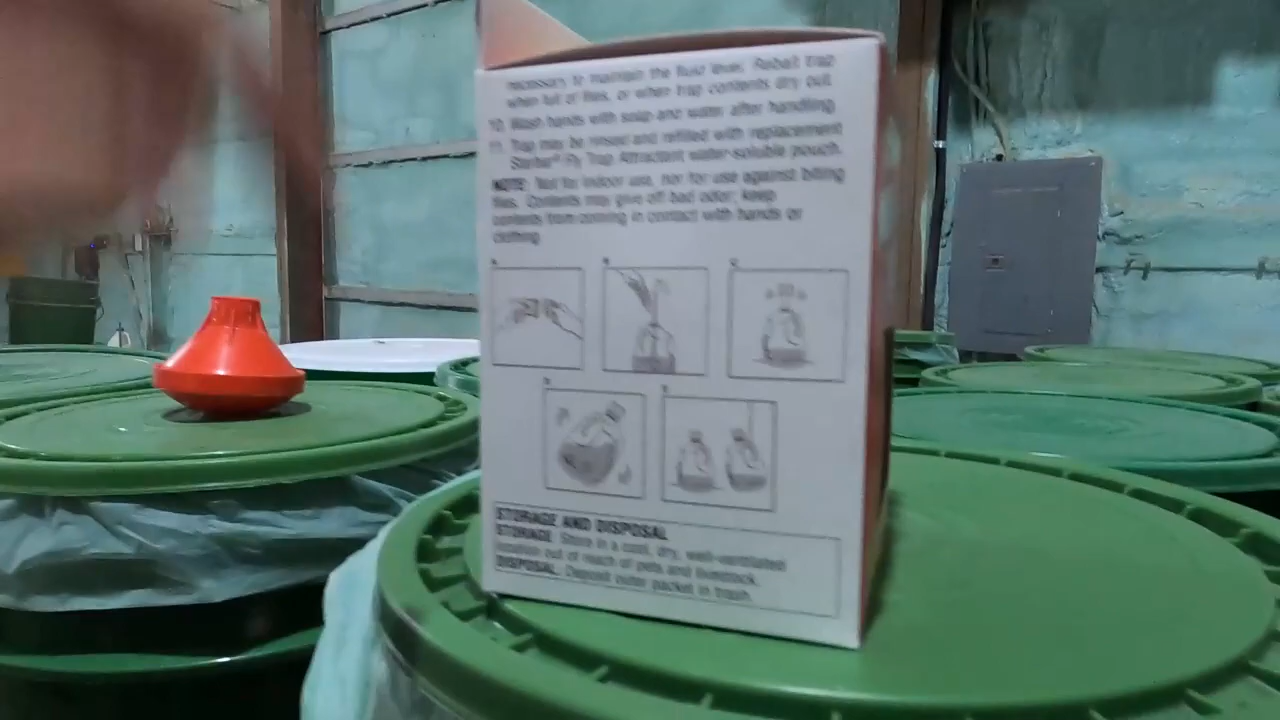 necessary to maintain the fluid level. Rebait trap
when full of flies, or when trap contents dry out.
10. Wash hands with soap and water after handling.
11. Trap may be rinsed and refilled with replacement
Starbar® Fly Trap Attractant water-soluble pouch.
NOTE: Not for indoor use, nor for use against biting
flies. Contents may give off bad odor; keep
contents from coming in contact with hands or
clothing.
STORAGE AND DISPOSAL
STORAGE: Store in a cool, dry, well-ventilated
location out of reach of pets and livestock.
DISPOSAL: Deposit outer packet in trash.